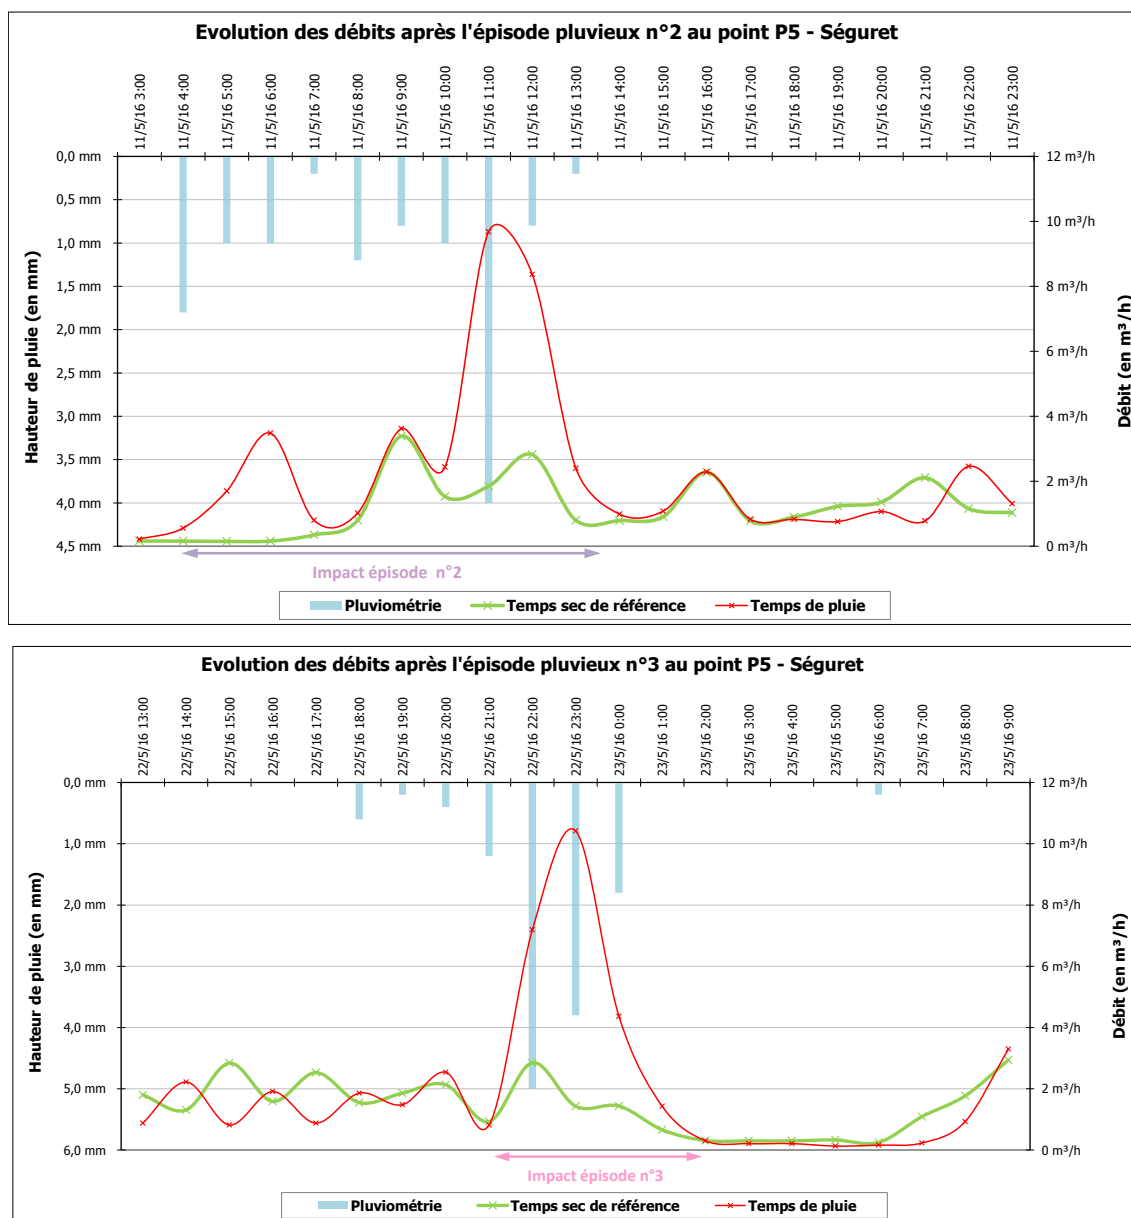 Evolution des débits après l'épisode pluvieux n°2 au point P5 - Séguret
11/5/16 3:00
11/5/16 4:00
11/5/16 5:00
11/5/16 6:00
11/5/16 7:00
11/5/16 8:00
11/5/16 9:00
11/5/16 10:00
11/5/16 11:00
11/5/16 12:00
11/5/16 13:00
11/5/16 14:00
11/5/16 15:00
11/5/16 16:00
11/5/16 17:00
11/5/16 18:00
11/5/16 19:00
11/5/16 20:00
11/5/16 21:00
11/5/16 22:00
11/5/16 23:00
Hauteur de pluie (en mm)
0,0 mm
0,5 mm
1,0 mm
1,5 mm
2,0 mm
2,5 mm
3,0 mm
3,5 mm
4,0 mm
4,5 mm
12 m³/h
10 m³/h
8 m³/h
6 m³/h
4 m³/h
2 m³/h
0 m³/h
Débit (en m³/h)
Impact épisode n°2
Pluviométrie Temps sec de référence Temps de pluie
Evolution des débits après l'épisode pluvieux n°3 au point P5 - Séguret
22/5/16 13:00
22/5/16 14:00
22/5/16 15:00
22/5/16 16:00
22/5/16 17:00
22/5/16 18:00
22/5/16 19:00
22/5/16 20:00
22/5/16 21:00
22/5/16 22:00
22/5/16 23:00
23/5/16 0:00
23/5/16 1:00
23/5/16 2:00
23/5/16 3:00
23/5/16 4:00
23/5/16 5:00
23/5/16 6:00
23/5/16 7:00
23/5/16 8:00
23/5/16 9:00
Hauteur de pluie (en mm)
0,0 mm
1,0 mm
2,0 mm
3,0 mm
4,0 mm
5,0 mm
6,0 mm
12 m³/h
10 m³/h
8 m³/h
6 m³/h
4 m³/h
2 m³/h
0 m³/h
Débit (en m³/h)
Impact épisode n°3
Pluviométrie Temps sec de référence Temps de pluie